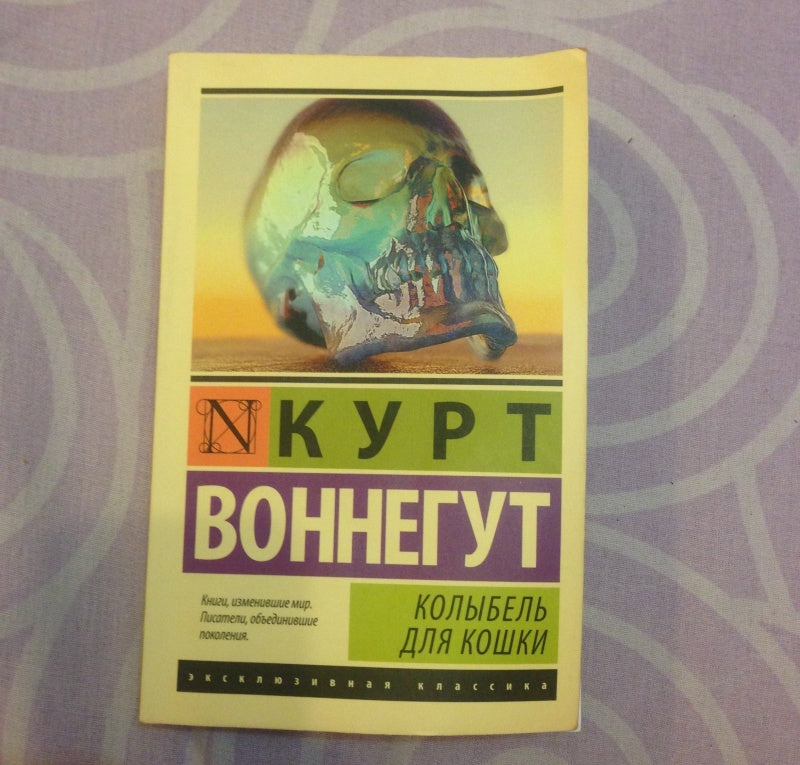 N КУРТ
ВОННЕГУТ
Книги, изменившие мир.
Писатели, объединившие
поколения.
КОЛЫБЕЛЬ
ДЛЯ КОШКИ
эксклюзивная классика